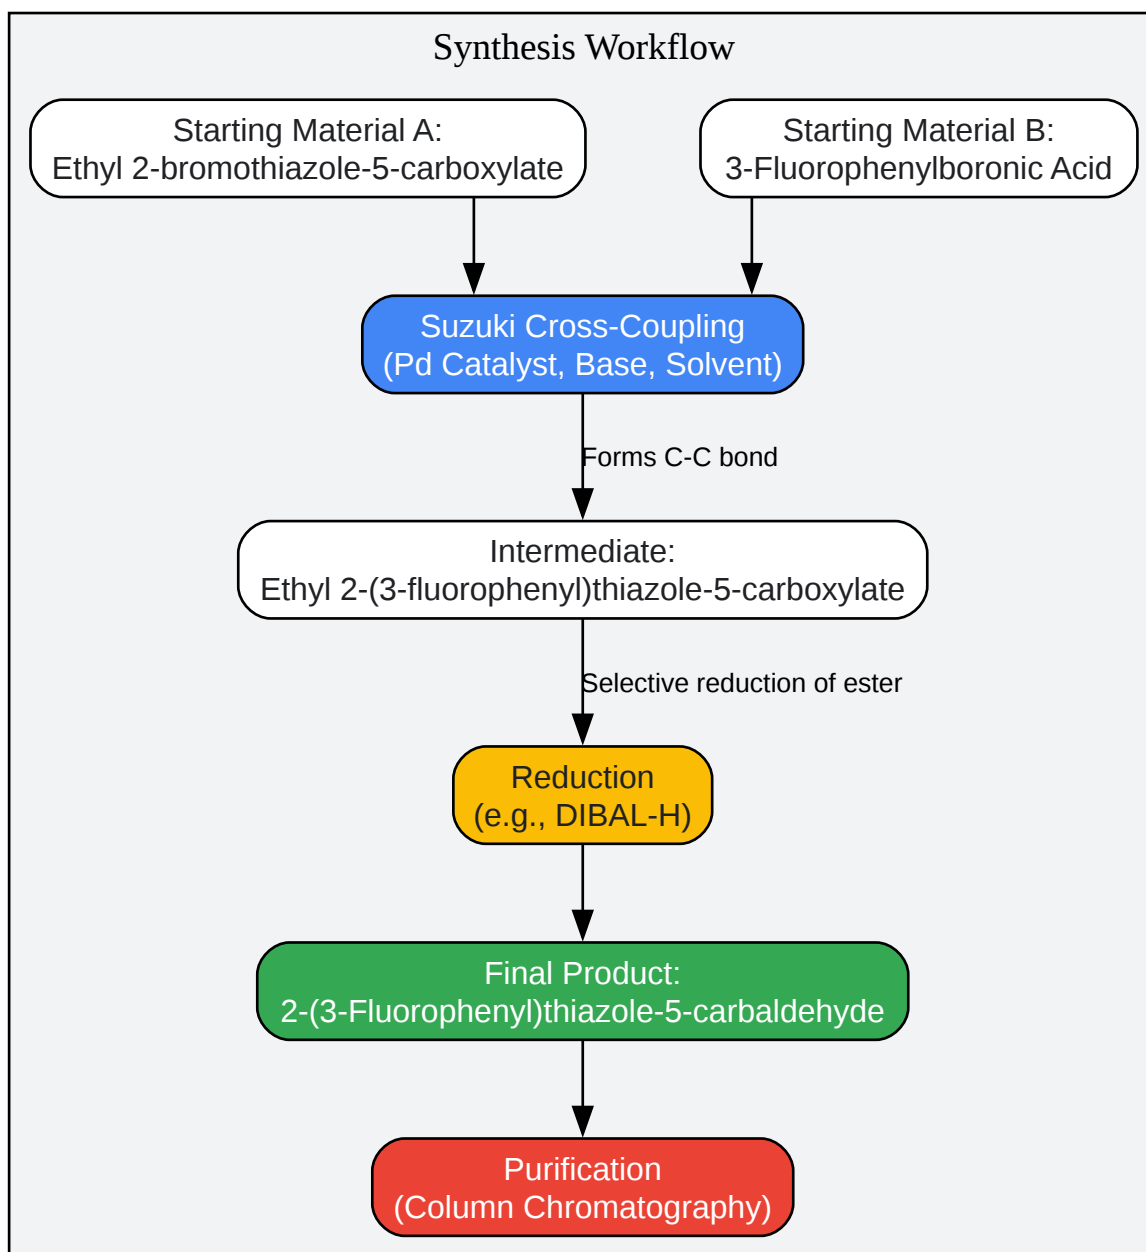 Synthesis Workflow
Starting Material A:
Ethyl 2-bromothiazole-5-carboxylate
Starting Material B:
3-Fluorophenylboronic Acid
Suzuki Cross-Coupling
(Pd Catalyst, Base, Solvent)
Forms C-C bond
Intermediate:
Ethyl 2-(3-fluorophenyl)thiazole-5-carboxylate
Selective reduction of ester
Reduction
(e.g., DIBAL-H)
Final Product:
2-(3-Fluorophenyl)thiazole-5-carbaldehyde
Purification
(Column Chromatography)